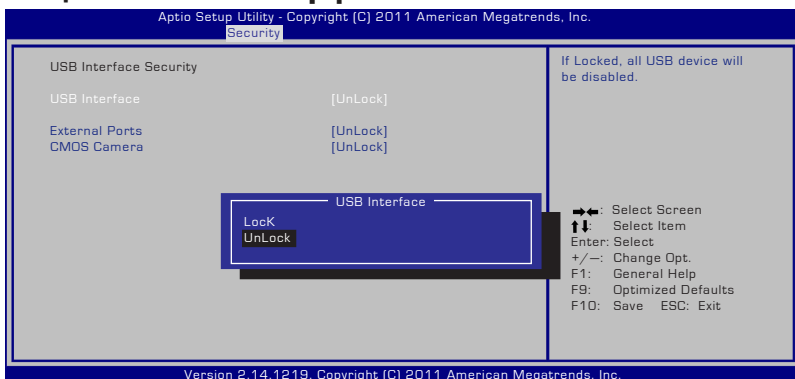 Aptio Setup Utility - Copyright (C) 2011 American Megatrends, Inc.
Security
USB Interface Security
USB Interface [UnLock]
External Ports [UnLock]
CMOS Camera [UnLock]
If Locked, all USB device will
be disabled.
USB Interface
LocK
UnLock
→←: Select Screen
↑↓: Select Item
Enter: Select
+/—: Change Opt.
F1: General Help
F9: Optimized Defaults
F10: Save ESC: Exit
Version 2.14.1219. Copyright (C) 2011 American Megatrends, Inc.